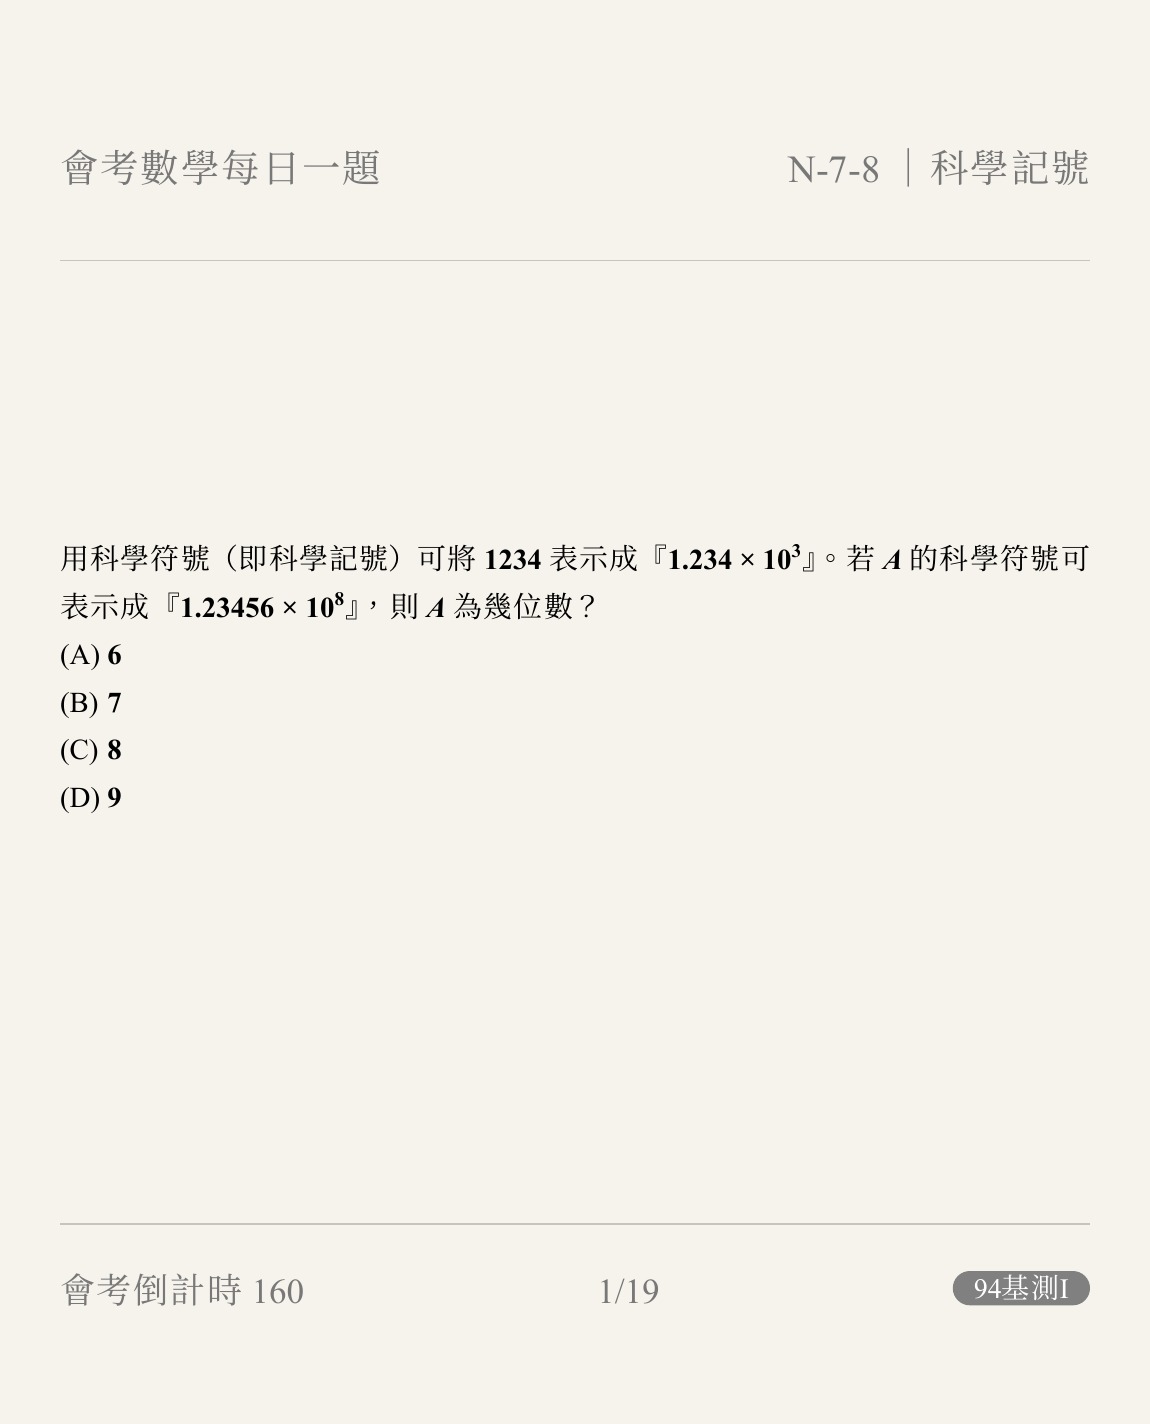 會考數學每日一題
N-7-8 | 科學記號
用科學符號（即科學記號）可將 1234 表示成『1.234 × 10³』。若 A 的科學符號可
表示成『1.23456 × 10⁸』，則 A 為幾位數？
(A) 6
(B) 7
(C) 8
(D) 9
會考倒計時 160
1/19
94基測I